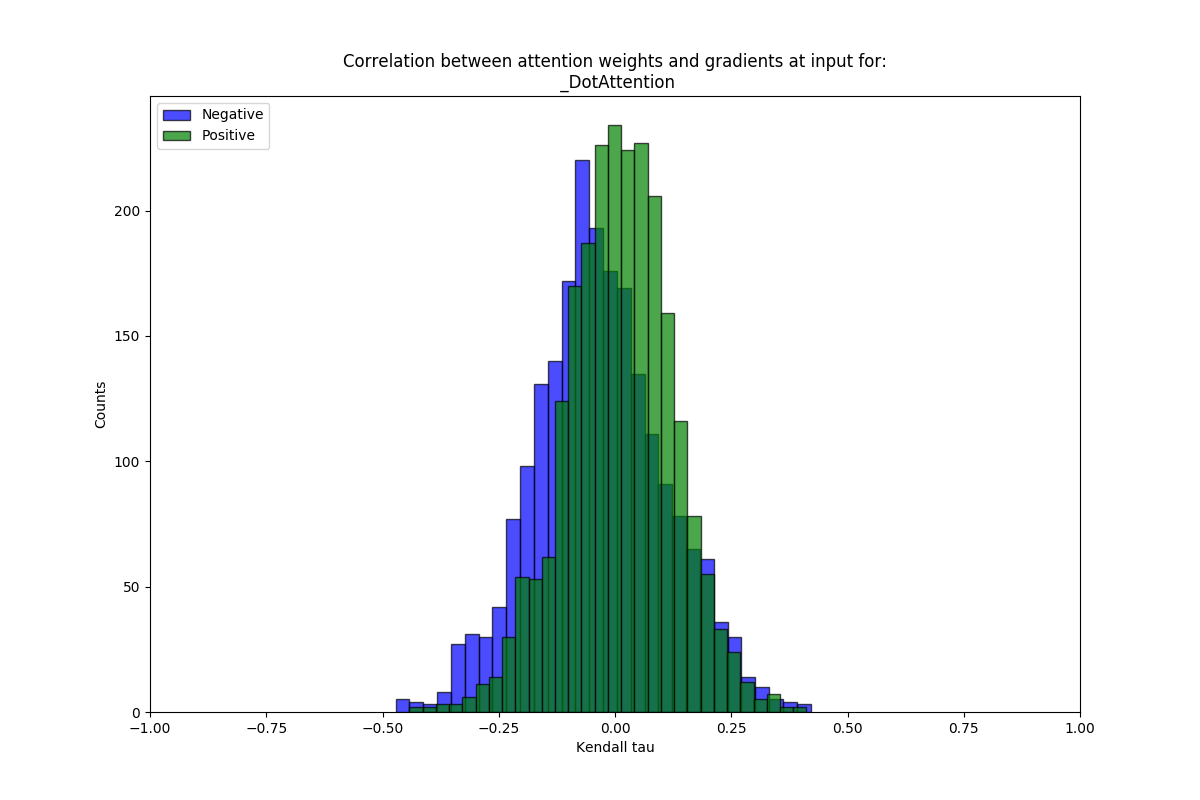 Correlation between attention weights and gradients at input for:
_DotAttention
Negative
Positive
200
150
100
50
0
Counts
−1.00
−0.75
−0.50
−0.25
0.00
0.25
0.50
0.75
1.00
Kendall tau